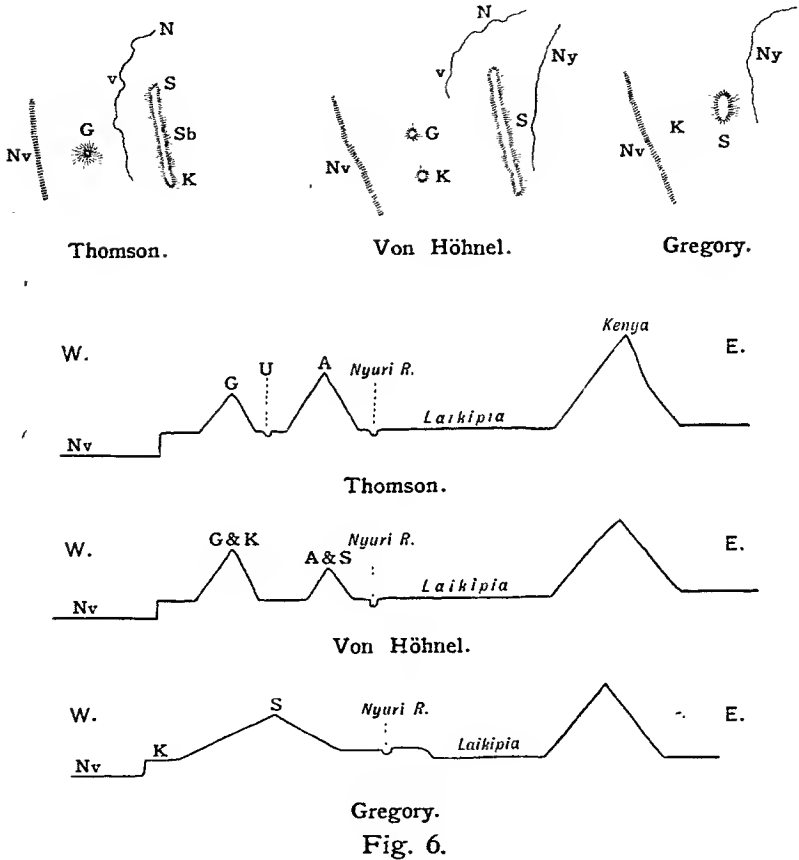 N
v
S
G
Sb
Nv
K
Thomson.
N
v
Ny
G
S
Nv
K
Von Höhnel.
Ny
K
S
Nv
Gregory.
W.
G
U
A
Nyuri R.
Kenya
E.
Laikipia
Nv
Thomson.
W.
G & K
A & S
Nyuri R.
E.
Laikipia
Nv
Von Höhnel.
W.
S
Nyuri R.
E.
K
Laikipia
Nv
Gregory.
Fig. 6.